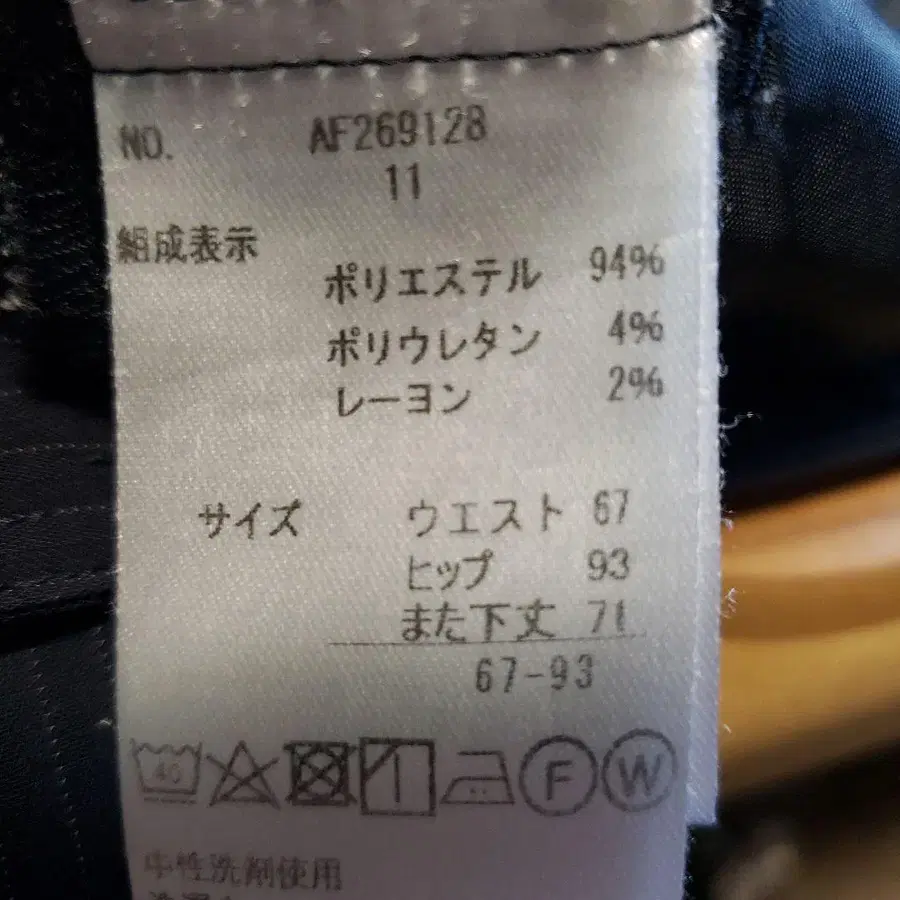 NO. AF269128
11
組成表示
ポリエステル 94%
ポリウレタン 4%
レーヨン 2%
サイズ ウエスト 67
ヒップ 93
また下丈 71
67-93
40 F W
中性洗剤使用